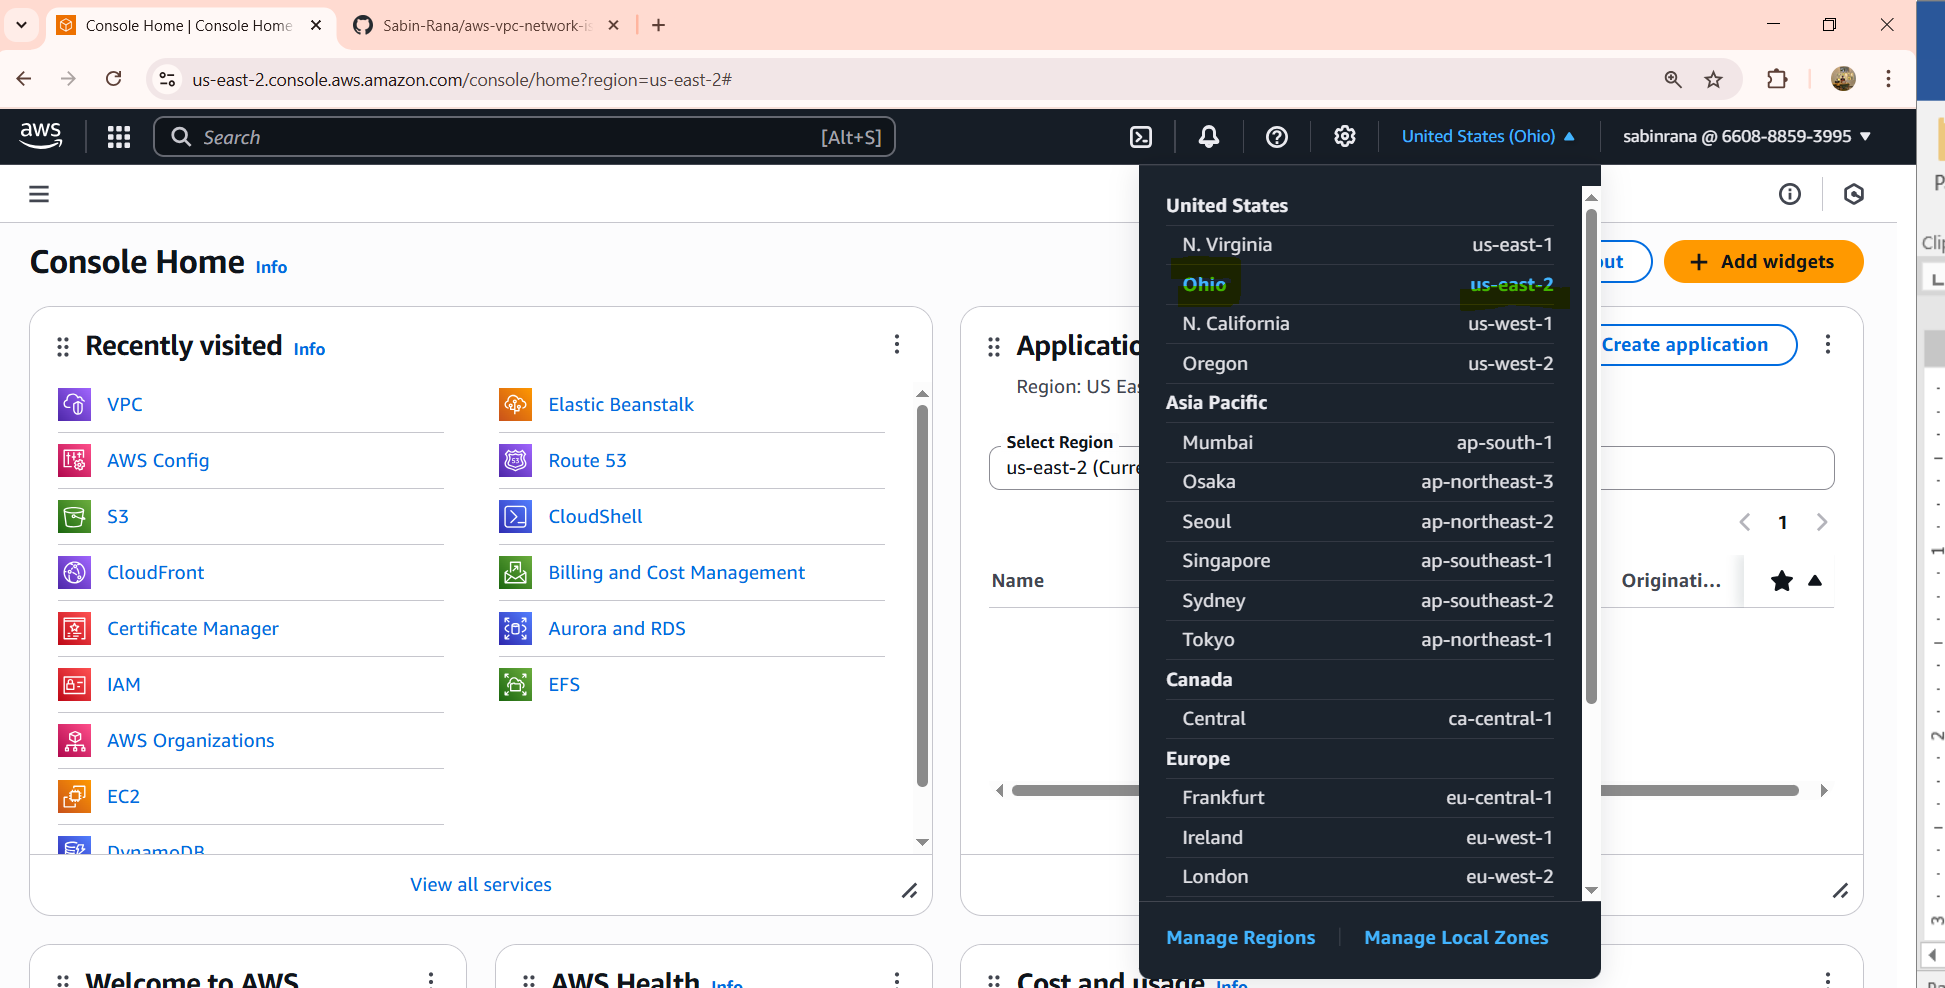 Console Home | Console Home
Sabin-Rana/aws-vpc-network-is
us-east-2.console.aws.amazon.com/console/home?region=us-east-2#
aws
Search
[Alt+S]
United States (Ohio)
sabinrana @ 6608-8859-3995
Console Home Info
Add widgets
Recently visited Info
VPC
AWS Config
S3
CloudFront
Certificate Manager
IAM
AWS Organizations
EC2
DynamoDB
Elastic Beanstalk
Route 53
CloudShell
Billing and Cost Management
Aurora and RDS
EFS
View all services
Applicatio
Create application
Region: US Eas
Select Region
us-east-2 (Curre
1
Name
Originati...
United States
N. Virginia us-east-1
Ohio us-east-2
N. California us-west-1
Oregon us-west-2
Asia Pacific
Mumbai ap-south-1
Osaka ap-northeast-3
Seoul ap-northeast-2
Singapore ap-southeast-1
Sydney ap-southeast-2
Tokyo ap-northeast-1
Canada
Central ca-central-1
Europe
Frankfurt eu-central-1
Ireland eu-west-1
London eu-west-2
Manage Regions
Manage Local Zones
Welcome to AWS
AWS Health Info
Cost and usage Info
Clip
1
2
3